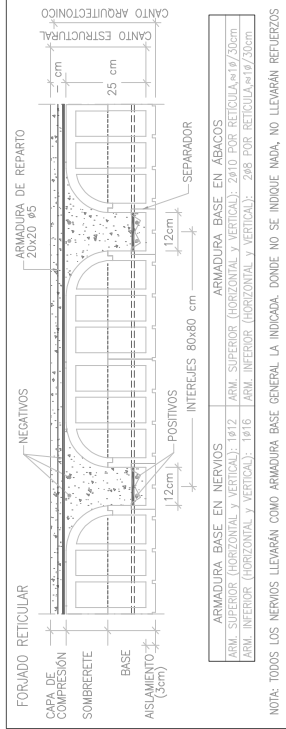 FORJADO RETICULAR
NEGATIVOS
ARMADURA DE REPARTO
20x20 ø5
CAPA DE
COMPRESIÓN
SOMBRERETE
BASE
AISLAMIENTO
(3cm)
- cm
25 cm
CANTO ESTRUCTURAL
CANTO ARQUITECTÓNICO
12cm
POSITIVOS
INTEREJES 80x80 cm
12cm
SEPARADOR
ARMADURA BASE EN NERVIOS
ARM. SUPERIOR (HORIZONTAL y VERTICAL): 1ø12
ARM. INFERIOR (HORIZONTAL y VERTICAL): 1ø16
ARMADURA BASE EN ÁBACOS
ARM. SUPERIOR (HORIZONTAL y VERTICAL): 2ø10 POR RETÍCULA,≈1ø/30cm
ARM. INFERIOR (HORIZONTAL y VERTICAL): 2ø8 POR RETÍCULA,≈1ø/30cm
NOTA: TODOS LOS NERVIOS LLEVARÁN COMO ARMADURA BASE GENERAL LA INDICADA. DONDE NO SE INDIQUE NADA, NO LLEVARÁN REFUERZOS